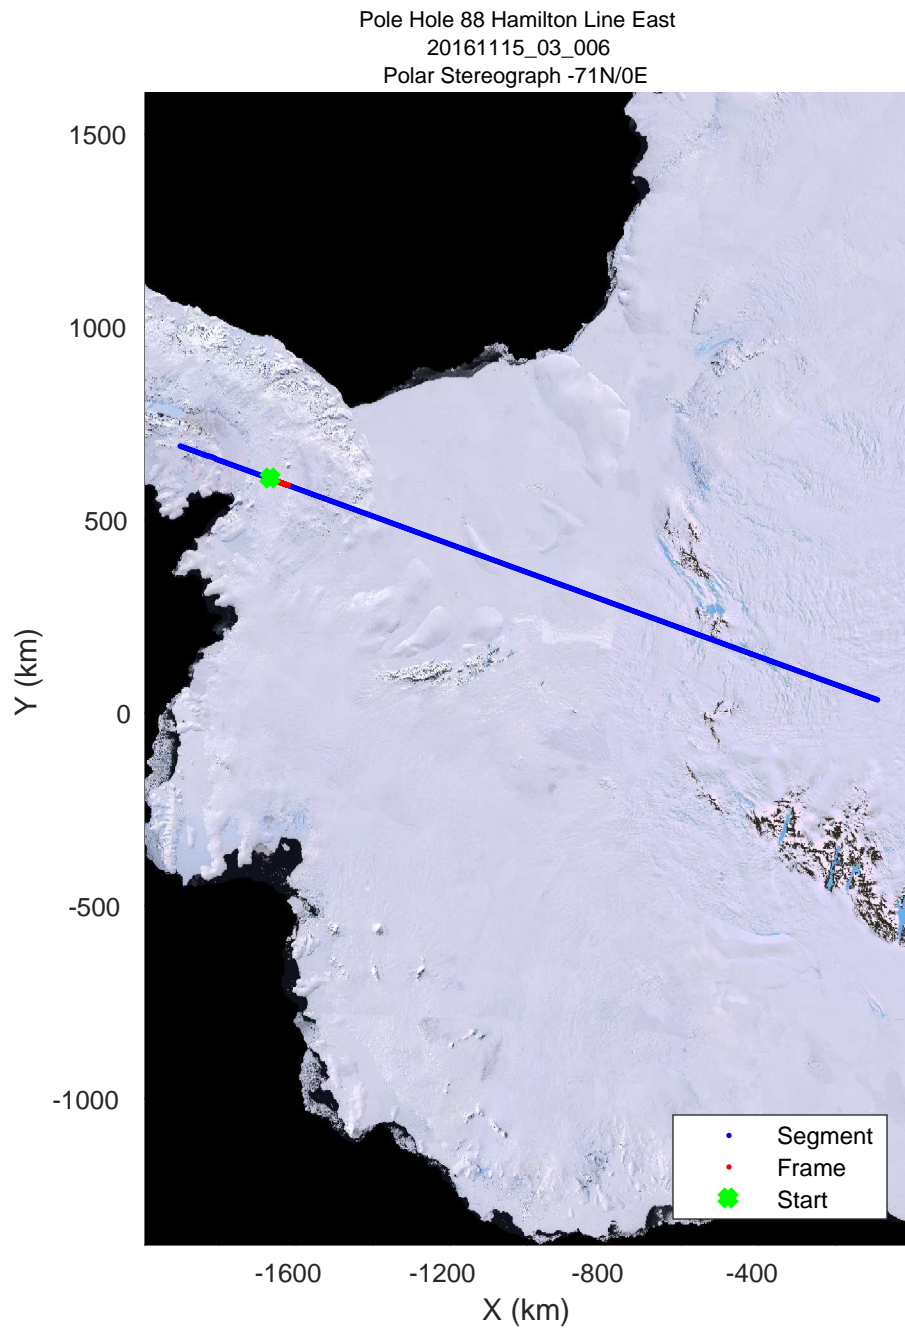 Pole Hole 88 Hamilton Line East
20161115_03_006
Polar Stereograph -71N/0E
1500
1000
500
0
-500
-1000
Y (km)
-1600
-1200
-800
-400
X (km)
Segment
Frame
Start